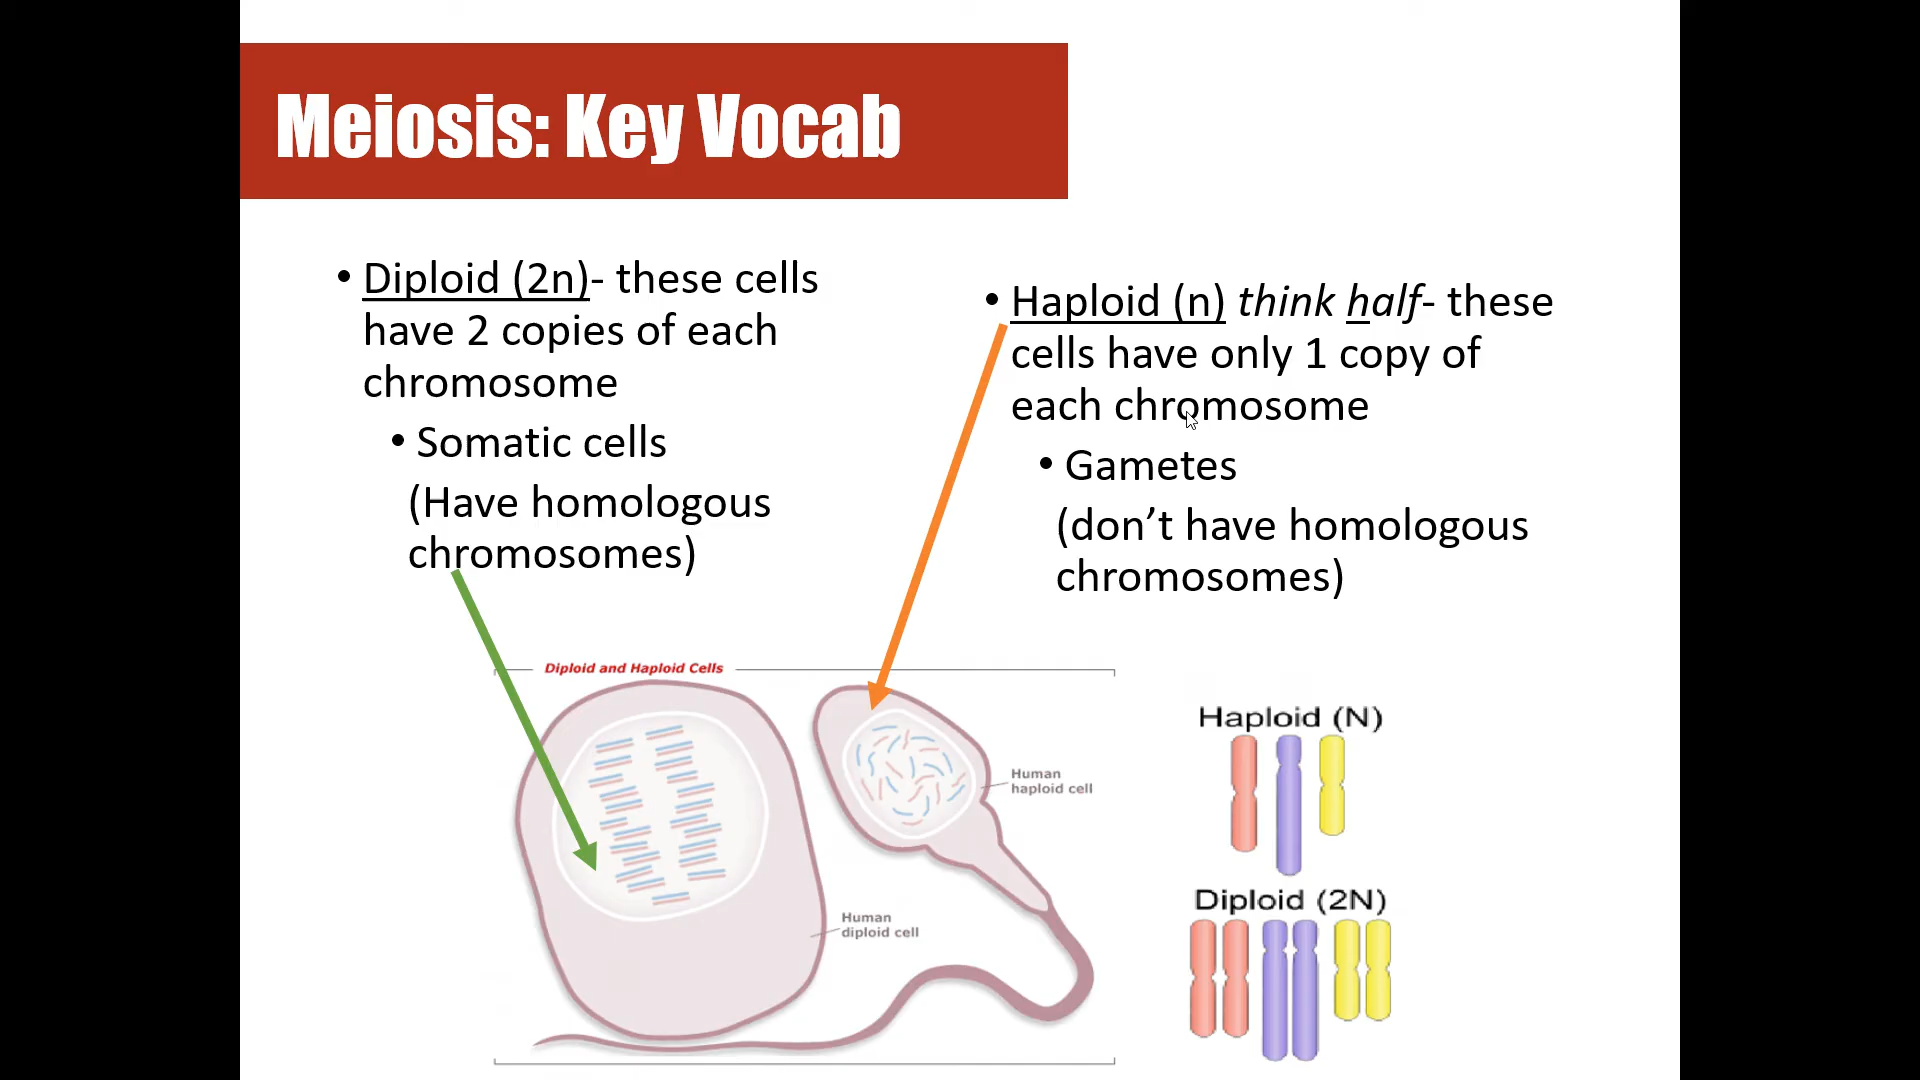 Meiosis: Key Vocab
• Diploid (2n)- these cells
have 2 copies of each
chromosome
• Somatic cells
(Have homologous
chromosomes)
• Haploid (n) think half- these
cells have only 1 copy of
each chromosome
• Gametes
(don’t have homologous
chromosomes)
Diploid and Haploid Cells
Human
haploid cell
Human
diploid cell
Haploid (N)
Diploid (2N)